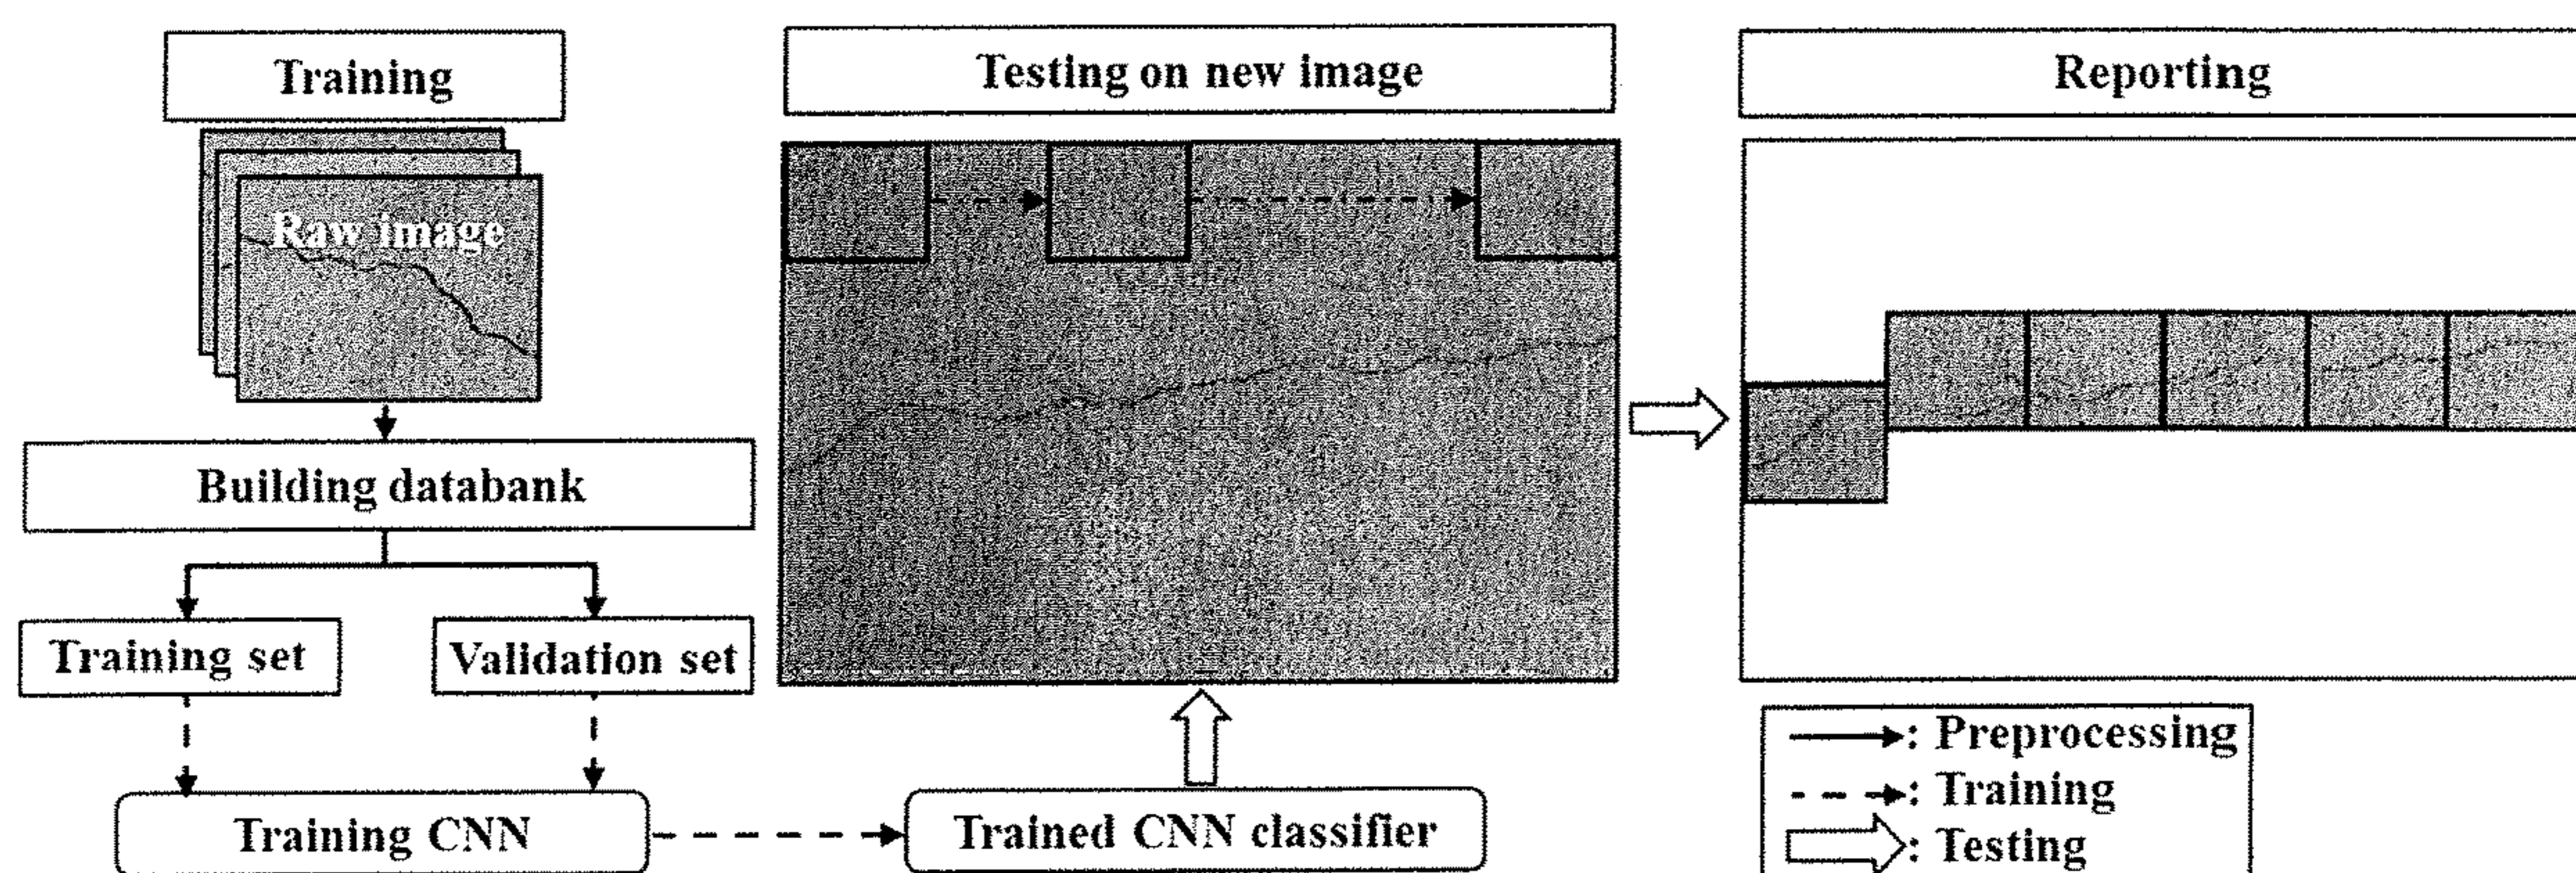 Training
Raw image
Building databank
Training set
Validation set
Training CNN
Trained CNN classifier
Testing on new image
Reporting
: Preprocessing
: Training
: Testing